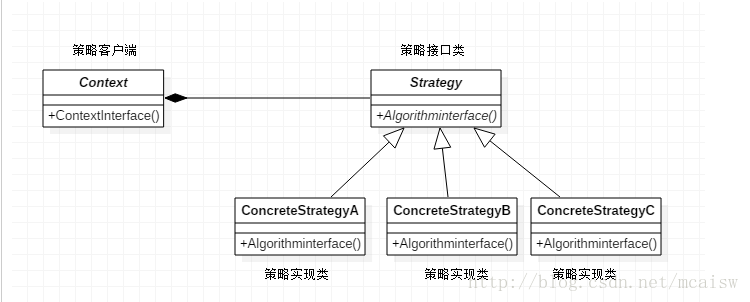 策略客户端
策略接口类
Context
Strategy
+ContextInterface()
+Algorithminterface()
ConcreteStrategyA
ConcreteStrategyB
ConcreteStrategyC
+Algorithminterface()
+Algorithminterface()
+Algorithminterface()
策略实现类
策略实现类
策略实现类
http://blog.csdn.net/mcaisw